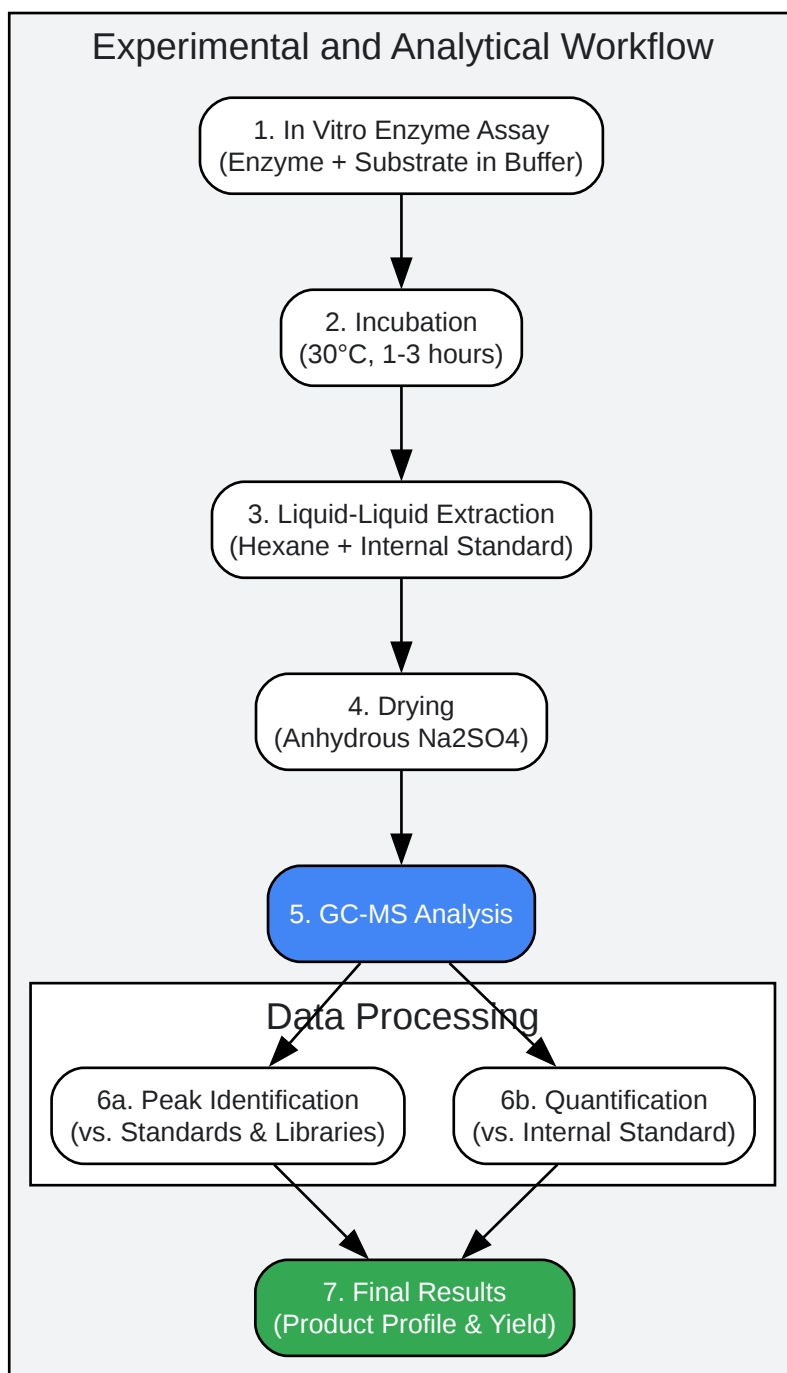 Experimental and Analytical Workflow
1. In Vitro Enzyme Assay
(Enzyme + Substrate in Buffer)
2. Incubation
(30°C, 1-3 hours)
3. Liquid-Liquid Extraction
(Hexane + Internal Standard)
4. Drying
(Anhydrous Na2SO4)
5. GC-MS Analysis
Data Processing
6a. Peak Identification
(vs. Standards & Libraries)
6b. Quantification
(vs. Internal Standard)
7. Final Results
(Product Profile & Yield)